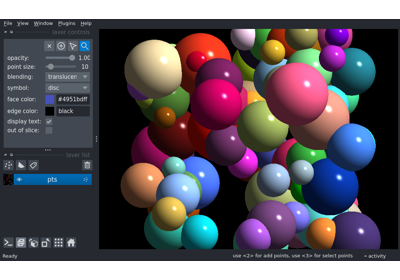 File View Window Plugins Help
layer controls
opacity: 1.00
point size: 10
blending: translucen
symbol: disc
face color: #4951bdff
edge color: black
display text:
out of slice:
layer list
pts
Ready use <2> for add points, use <3> for select points activity